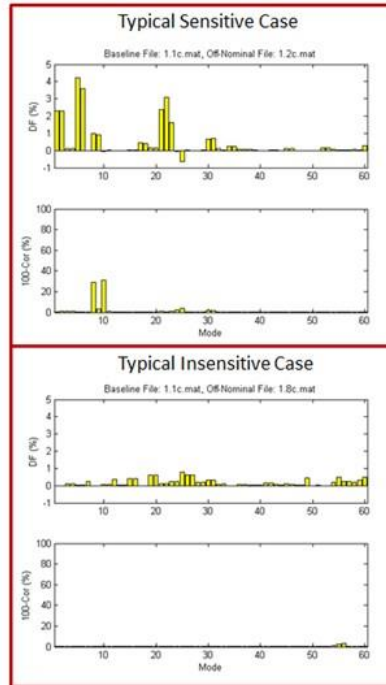 Typical Sensitive Case
Baseline File: 1.1c.mat, Off-Nominal File: 1.2c.mat
5
4
3
2
1
0
-1
DF (%)
10 20 30 40 50 60
100
80
60
40
20
0
100-Cor (%)
10 20 30 40 50 60
Mode
Typical Insensitive Case
Baseline File: 1.1c.mat, Off-Nominal File: 1.8c.mat
5
4
3
2
1
0
-1
DF (%)
10 20 30 40 50 60
100
80
60
40
20
0
100-Cor (%)
10 20 30 40 50 60
Mode